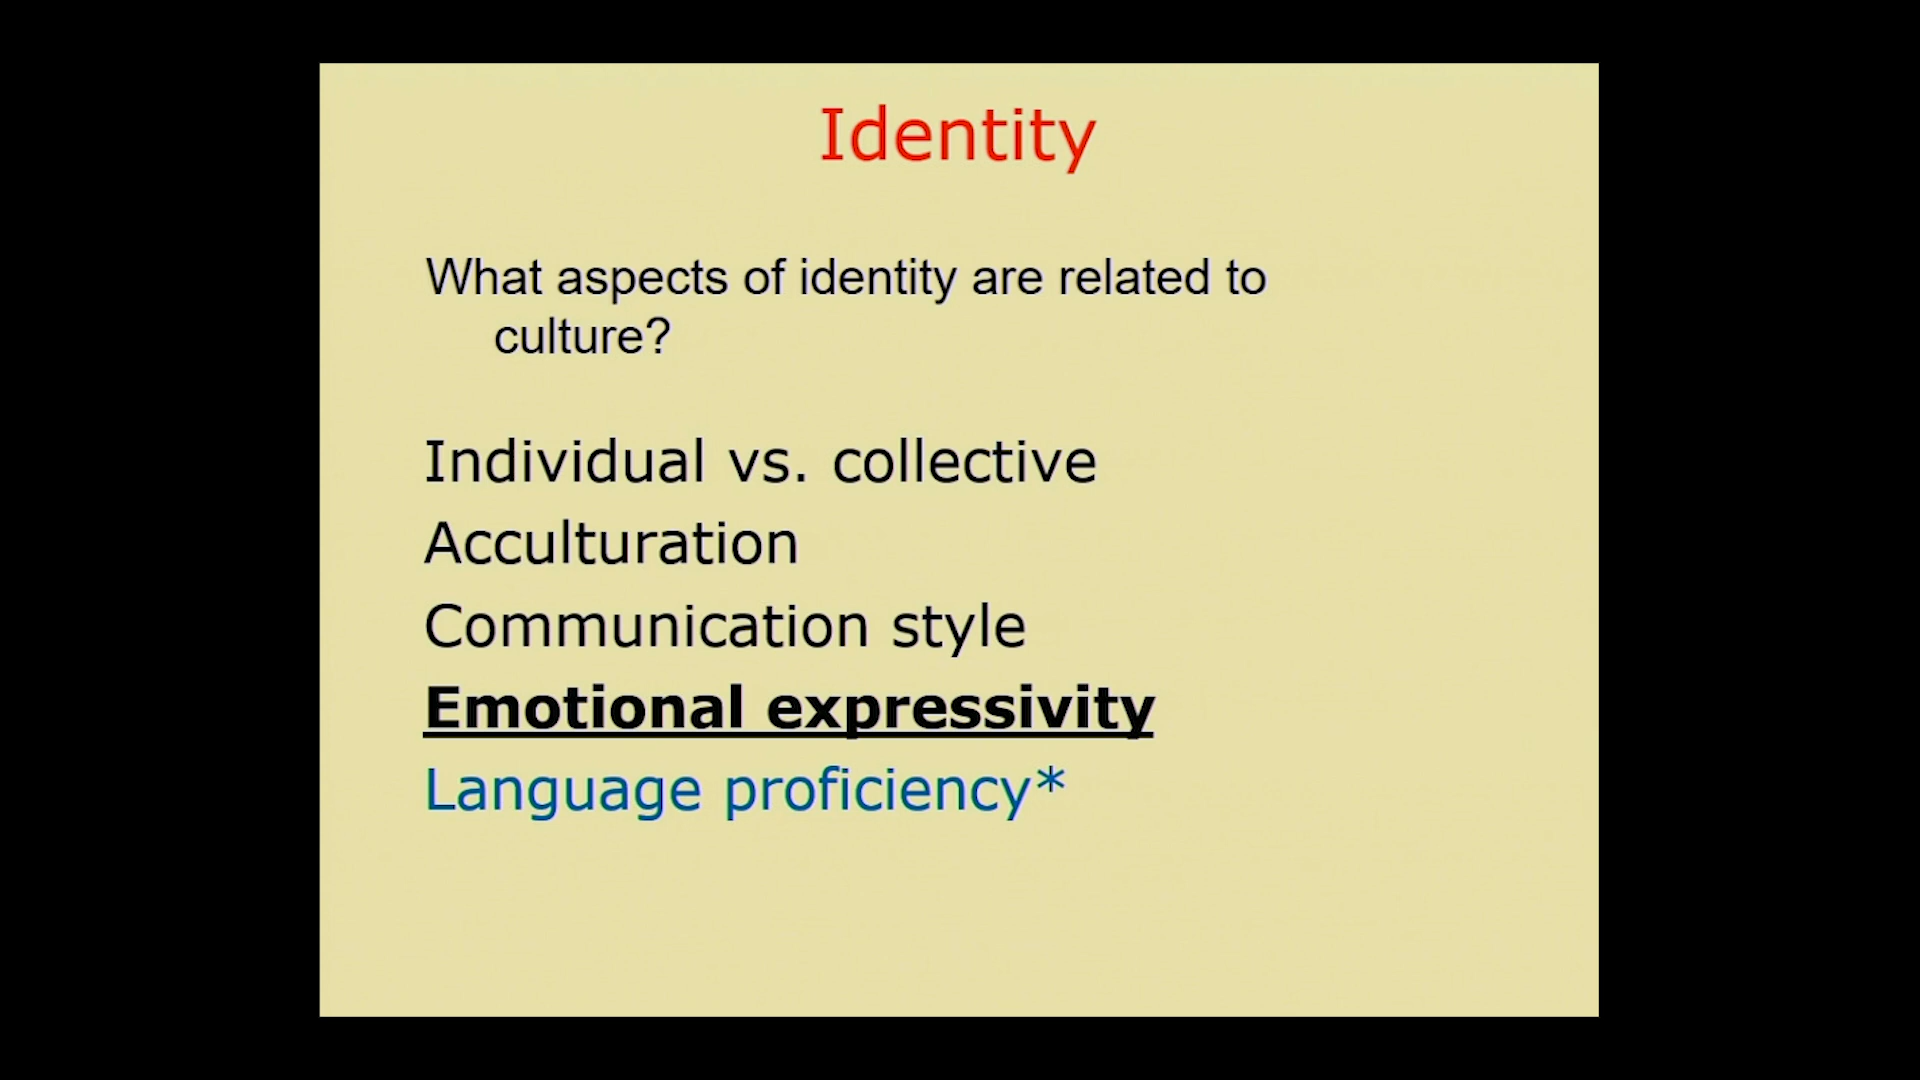 Identity
What aspects of identity are related to
culture?
Individual vs. collective
Acculturation
Communication style
Emotional expressivity
Language proficiency*